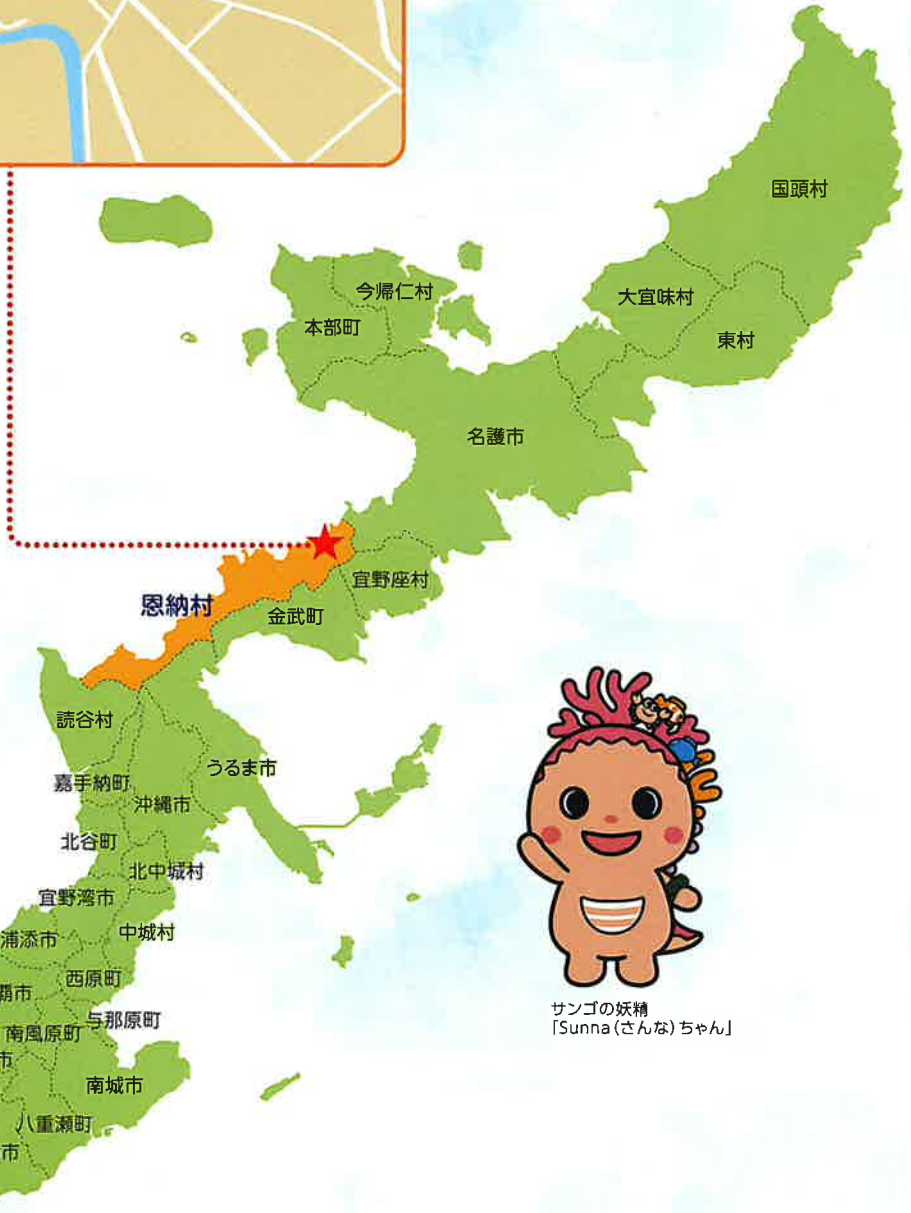 国頭村
今帰仁村
大宜味村
本部町
東村
名護市
宜野座村
恩納村
金武町
読谷村
うるま市
嘉手納町
沖縄市
北谷町
北中城村
宜野湾市
中城村
浦添市
西原町
覇市
与那原町
南風原町
市
南城市
八重瀬町
市
サンゴの妖精
「Sunna(さんな)ちゃん」